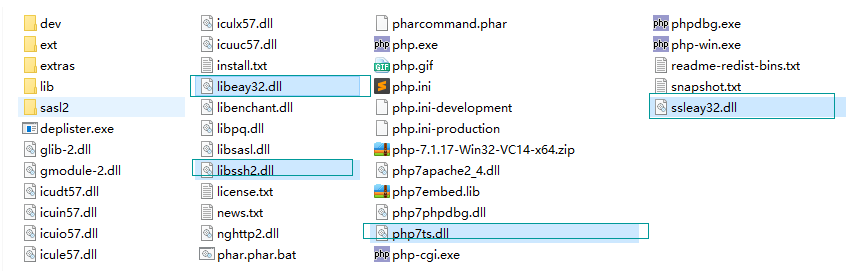 dev
ext
extras
lib
sasl2
deplister.exe
glib-2.dll
gmodule-2.dll
icudt57.dll
icuin57.dll
icuio57.dll
icule57.dll
iculx57.dll
icuuc57.dll
install.txt
libeay32.dll
libenchant.dll
libpq.dll
libsasl.dll
libssh2.dll
license.txt
news.txt
nghttp2.dll
phar.phar.bat
pharcommand.phar
php.exe
php.gif
php.ini
php.ini-development
php.ini-production
php-7.1.17-Win32-VC14-x64.zip
php7apache2_4.dll
php7embed.lib
php7phpdbg.dll
php7ts.dll
php-cgi.exe
phpdbg.exe
php-win.exe
readme-redist-bins.txt
snapshot.txt
ssleay32.dll